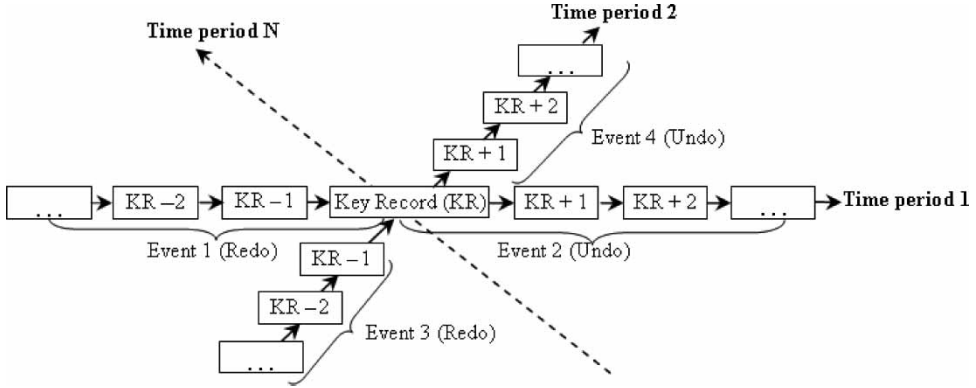 Time period 2
Time period N
. . .
KR + 2
Event 4 (Undo)
KR + 1
. . . KR – 2 KR – 1 Key Record (KR) KR + 1 KR + 2 . . . Time period 1
Event 1 (Redo) Event 2 (Undo)
KR – 1
KR – 2
Event 3 (Redo)
. . .